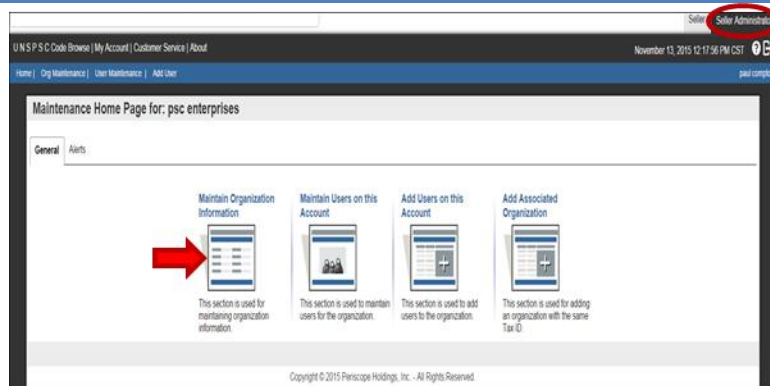 Seller
Seller Administrator
U N S P S C Code Browse | My Account | Customer Service | About
November 13, 2015 12:17:56 PM CST
Home | Org Maintenance | User Maintenance | Add User
paul compto
Maintenance Home Page for: psc enterprises
General Alerts
Maintain Organization Information
This section is used for maintaining organization information.
Maintain Users on this Account
This section is used to maintain users for the organization.
Add Users on this Account
This section is used to add users to the organization.
Add Associated Organization
This section is used for adding an organization with the same Tax ID
Copyright © 2015 Periscope Holdings, Inc. - All Rights Reserved.